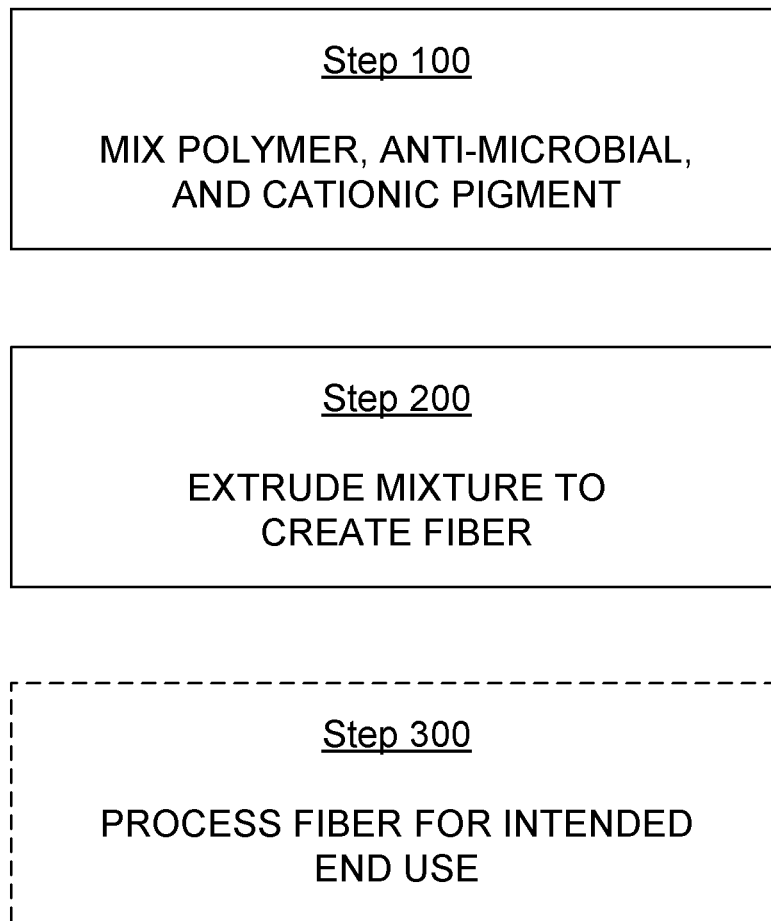 Step 100
MIX POLYMER, ANTI-MICROBIAL,
AND CATIONIC PIGMENT
Step 200
EXTRUDE MIXTURE TO
CREATE FIBER
Step 300
PROCESS FIBER FOR INTENDED
END USE